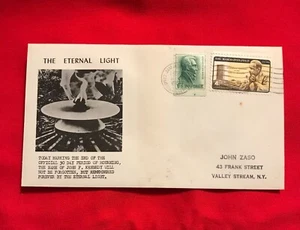 THE ETERNAL LIGHT
TODAY MARKING THE END OF THE
OFFICIAL 30 DAY PERIOD OF MOURNING,
THE NAME OF JOHN F. KENNEDY WILL
NOT BE FORGOTTEN, BUT REMEMBERED
FOREVER BY THE ETERNAL LIGHT.
JOHN ZASO
43 FRANK STREET
VALLEY STREAM, N.Y.